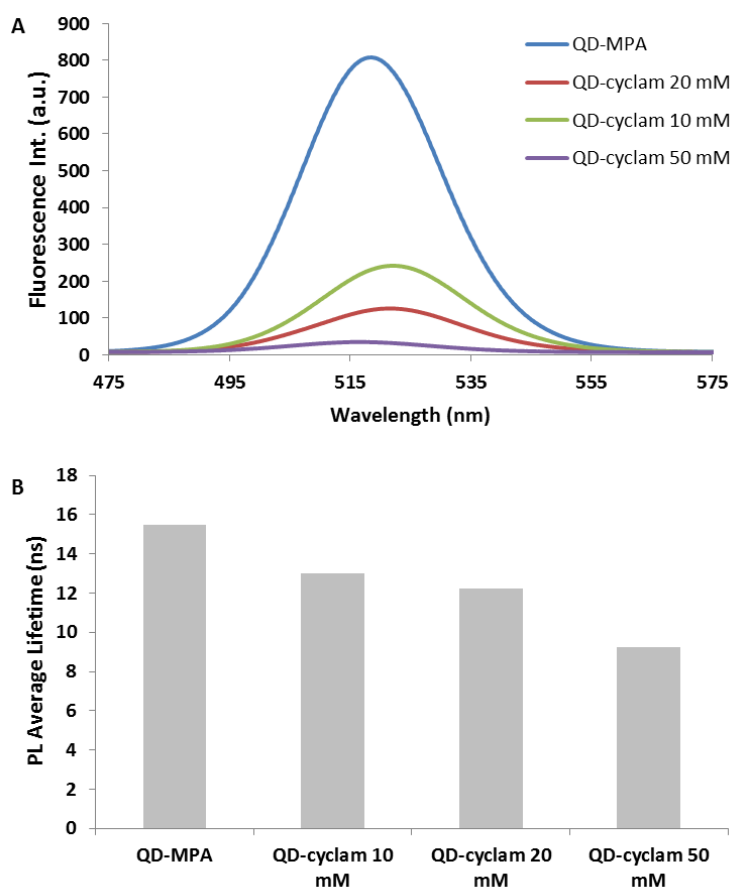 A
Fluorescence Int. (a.u.)
900
800
700
600
500
400
300
200
100
0
475
495
515
535
555
575
Wavelength (nm)
QD-MPA
QD-cyclam 20 mM
QD-cyclam 10 mM
QD-cyclam 50 mM
B
PL Average Lifetime (ns)
18
16
14
12
10
8
6
4
2
0
QD-MPA
QD-cyclam 10
mM
QD-cyclam 20
mM
QD-cyclam 50
mM